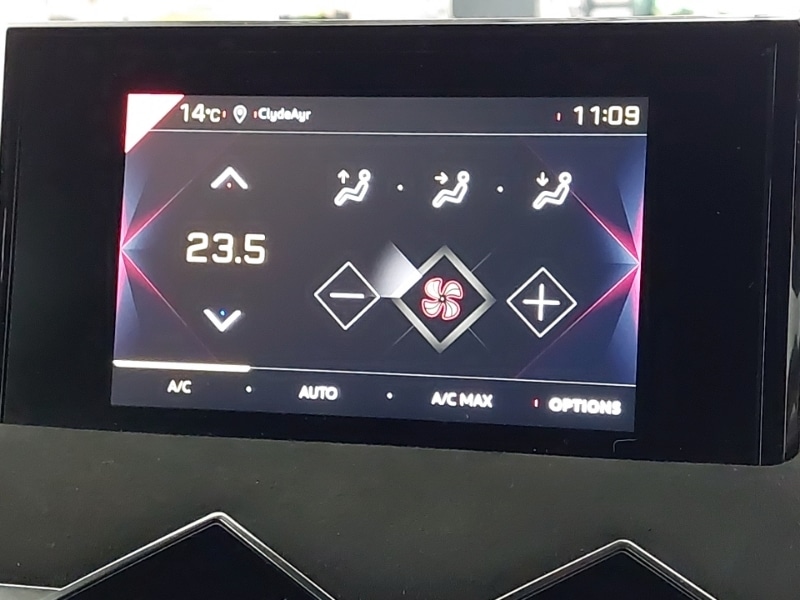 14°C ClydeAyr 11:09
23.5
A/C AUTO A/C MAX OPTIONS